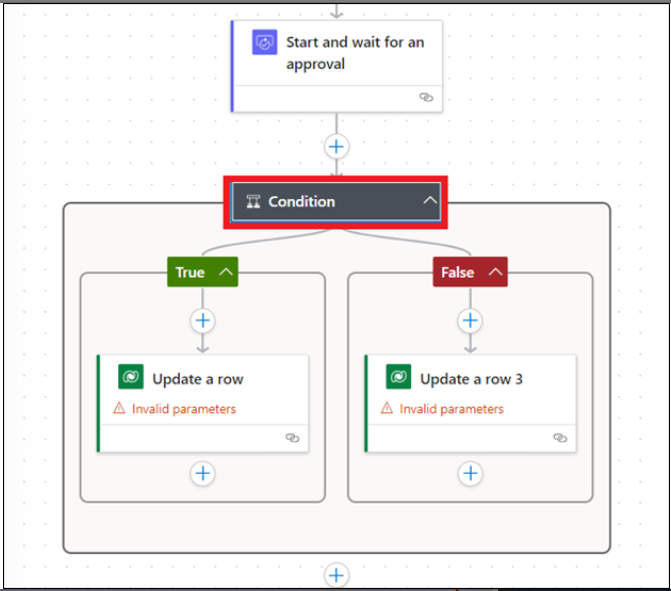 Start and wait for an
approval
Condition
True
False
Update a row
Invalid parameters
Update a row 3
Invalid parameters